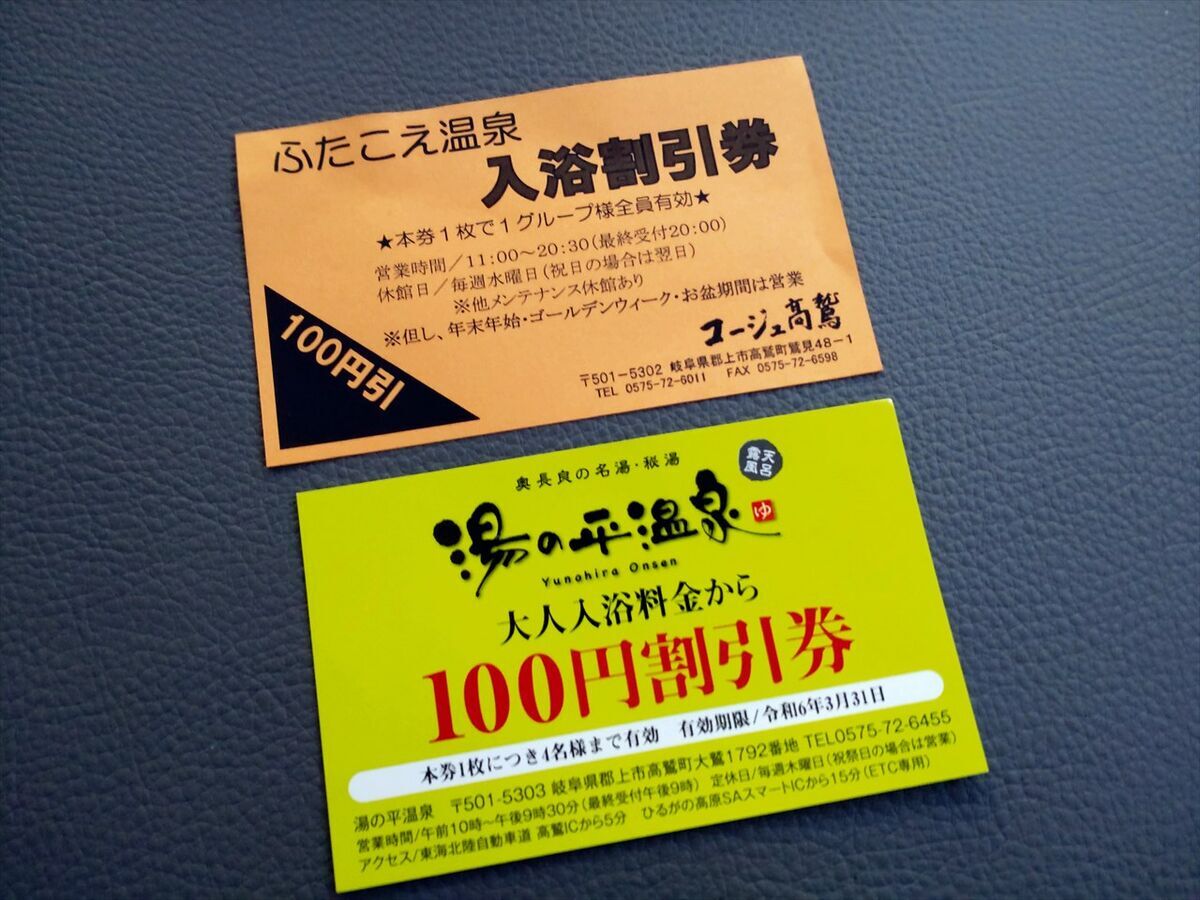 ふたこえ温泉
入浴割引券
★本券1枚で1グループ様全員有効★
営業時間／11:00～20:30(最終受付20:00)
休館日／毎週水曜日(祝日の場合は翌日)
※他メンテナンス休館あり
※但し、年末年始・ゴールデンウィーク・お盆期間は営業
100円引
コージュ高鷲
〒501-5302 岐阜県郡上市高鷲町鷲見48-1
TEL 0575-72-6011 FAX 0575-72-6598
奥長良の名湯・秘湯
露天風呂
湯の平温泉 ゆ
Yunohira Onsen
大人入浴料金から
100円割引券
本券1枚につき4名様まで有効 有効期限/令和6年3月31日
湯の平温泉 〒501-5303 岐阜県郡上市高鷲町大鷲1792番地 TEL0575-72-6455
営業時間/午前10時～午後9時30分(最終受付午後9時) 定休日/毎週木曜日(祝祭日の場合は営業)
アクセス/東海北陸自動車道 高鷲ICから5分 ひるがの高原SAスマートICから15分(ETC専用)